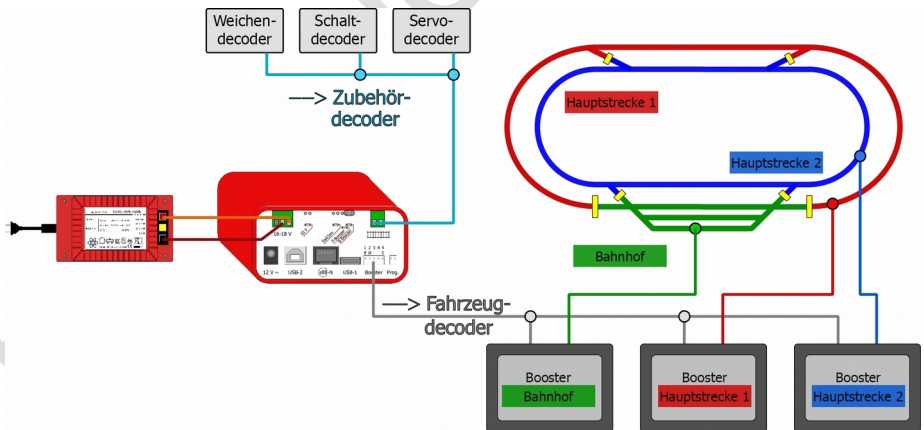 Weichen-
decoder
Schalt-
decoder
Servo-
decoder
—> Zubehör-
decoder
Hauptstrecke 1
Hauptstrecke 2
Bahnhof
16-18 V
12 V ~
USB-2
USB-1
Booster
Prog.
—> Fahrzeug-
decoder
Booster
Bahnhof
Booster
Hauptstrecke 1
Booster
Hauptstrecke 2